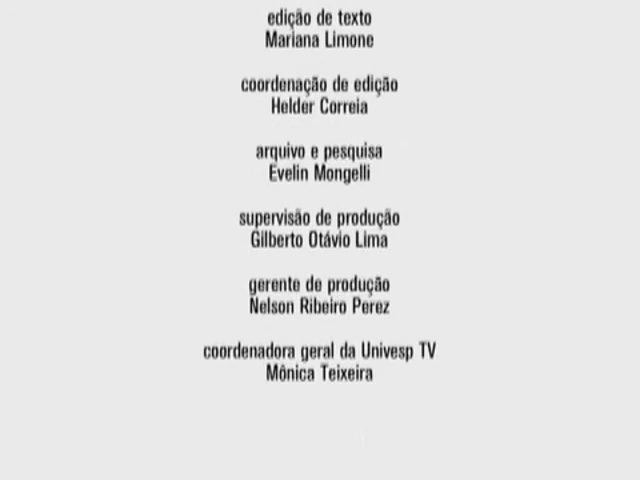 edição de texto
Mariana Limone
coordenação de edição
Helder Correia
arquivo e pesquisa
Evelin Mongelli
supervisão de produção
Gilberto Otávio Lima
gerente de produção
Nelson Ribeiro Perez
coordenadora geral da Univesp TV
Mônica Teixeira